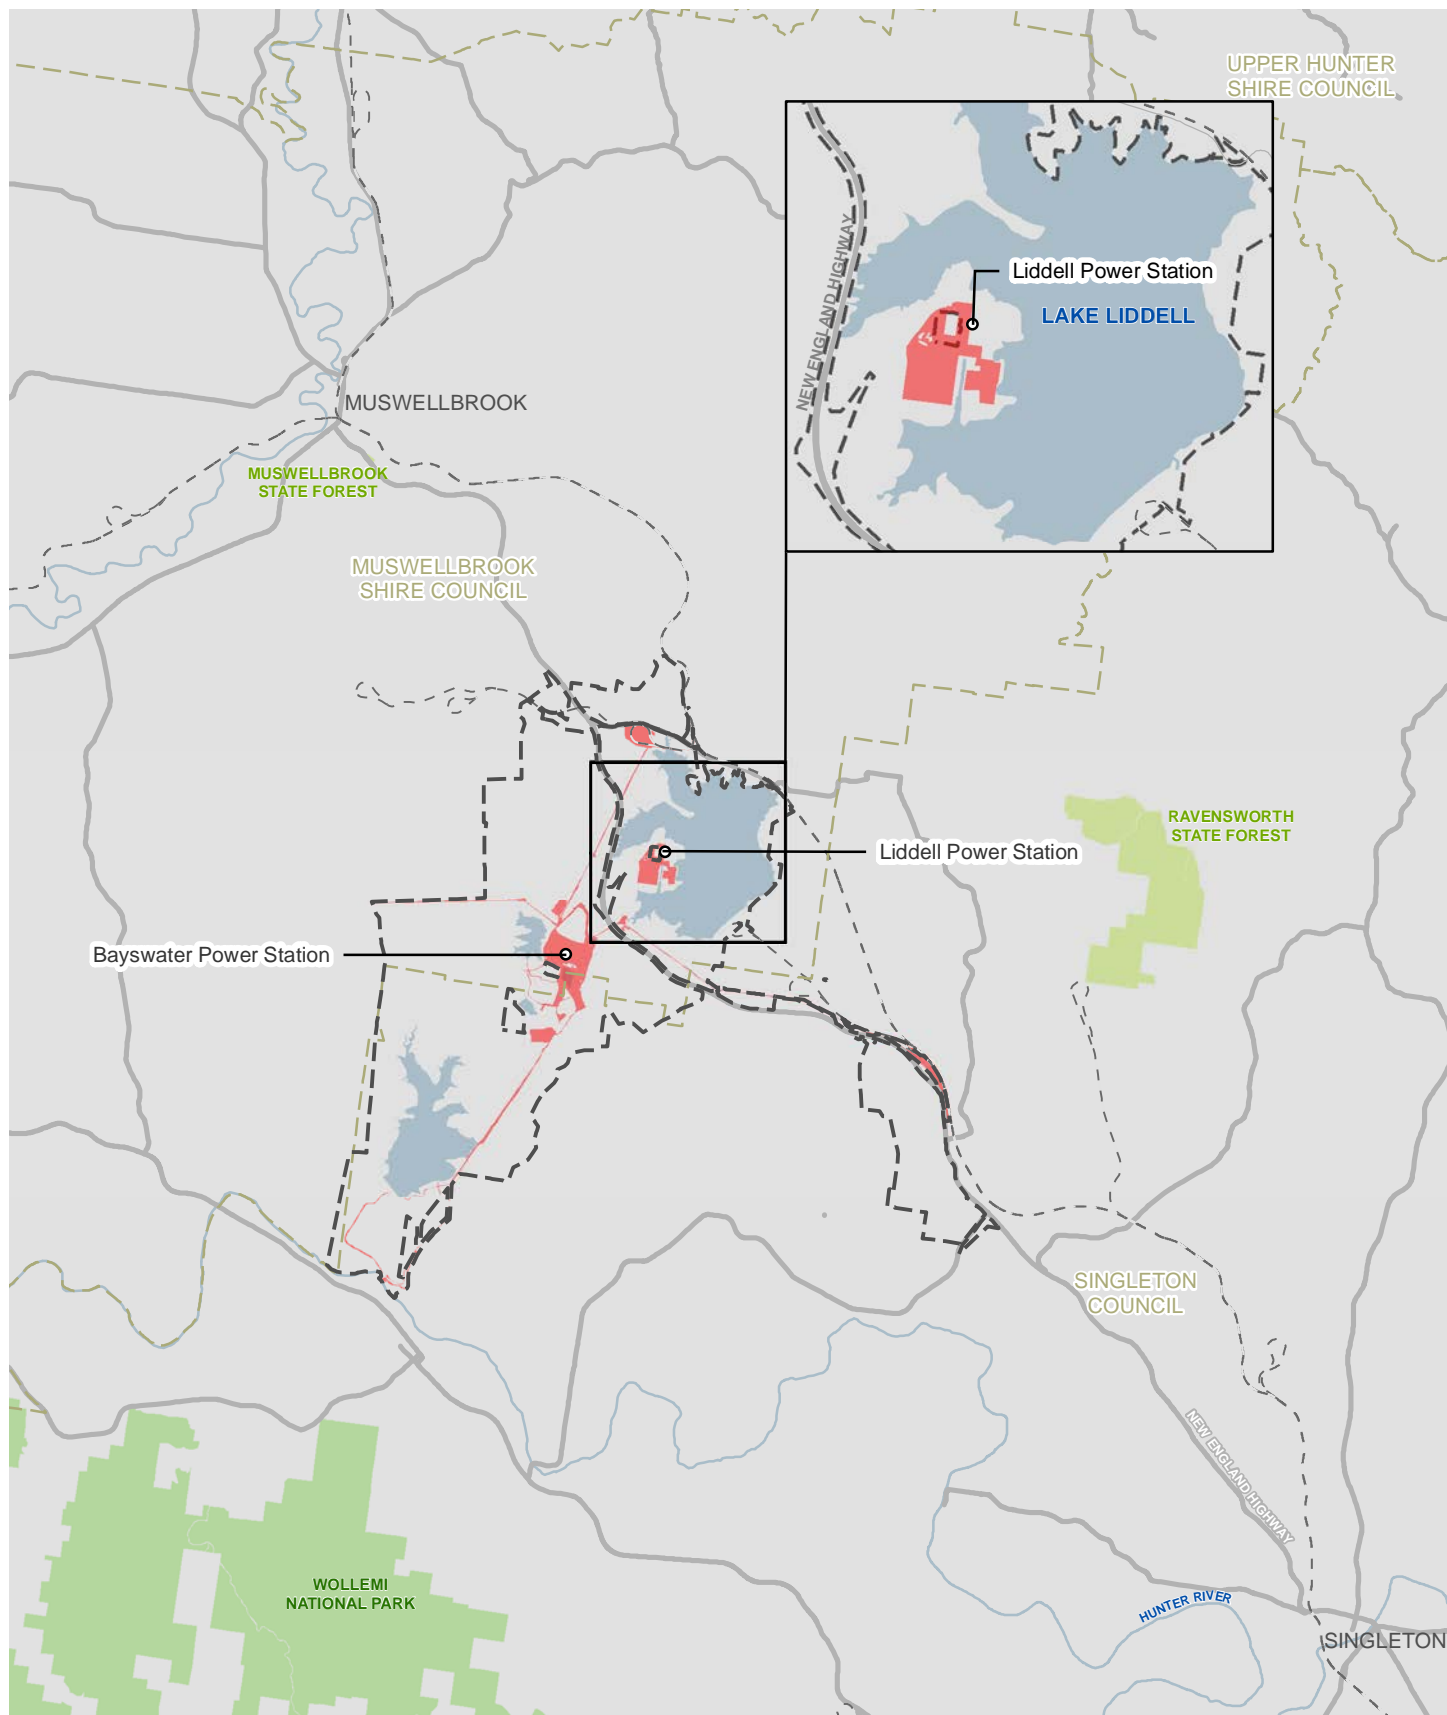 UPPER HUNTER
SHIRE COUNCIL
NEW ENGLAND HIGHWAY
Liddell Power Station
LAKE LIDDELL
MUSWELLBROOK
MUSWELLBROOK
STATE FOREST
MUSWELLBROOK
SHIRE COUNCIL
RAVENSWORTH
STATE FOREST
Liddell Power Station
Bayswater Power Station
SINGLETON
COUNCIL
NEW ENGLAND HIGHWAY
WOLLEMI
NATIONAL PARK
HUNTER RIVER
SINGLETON